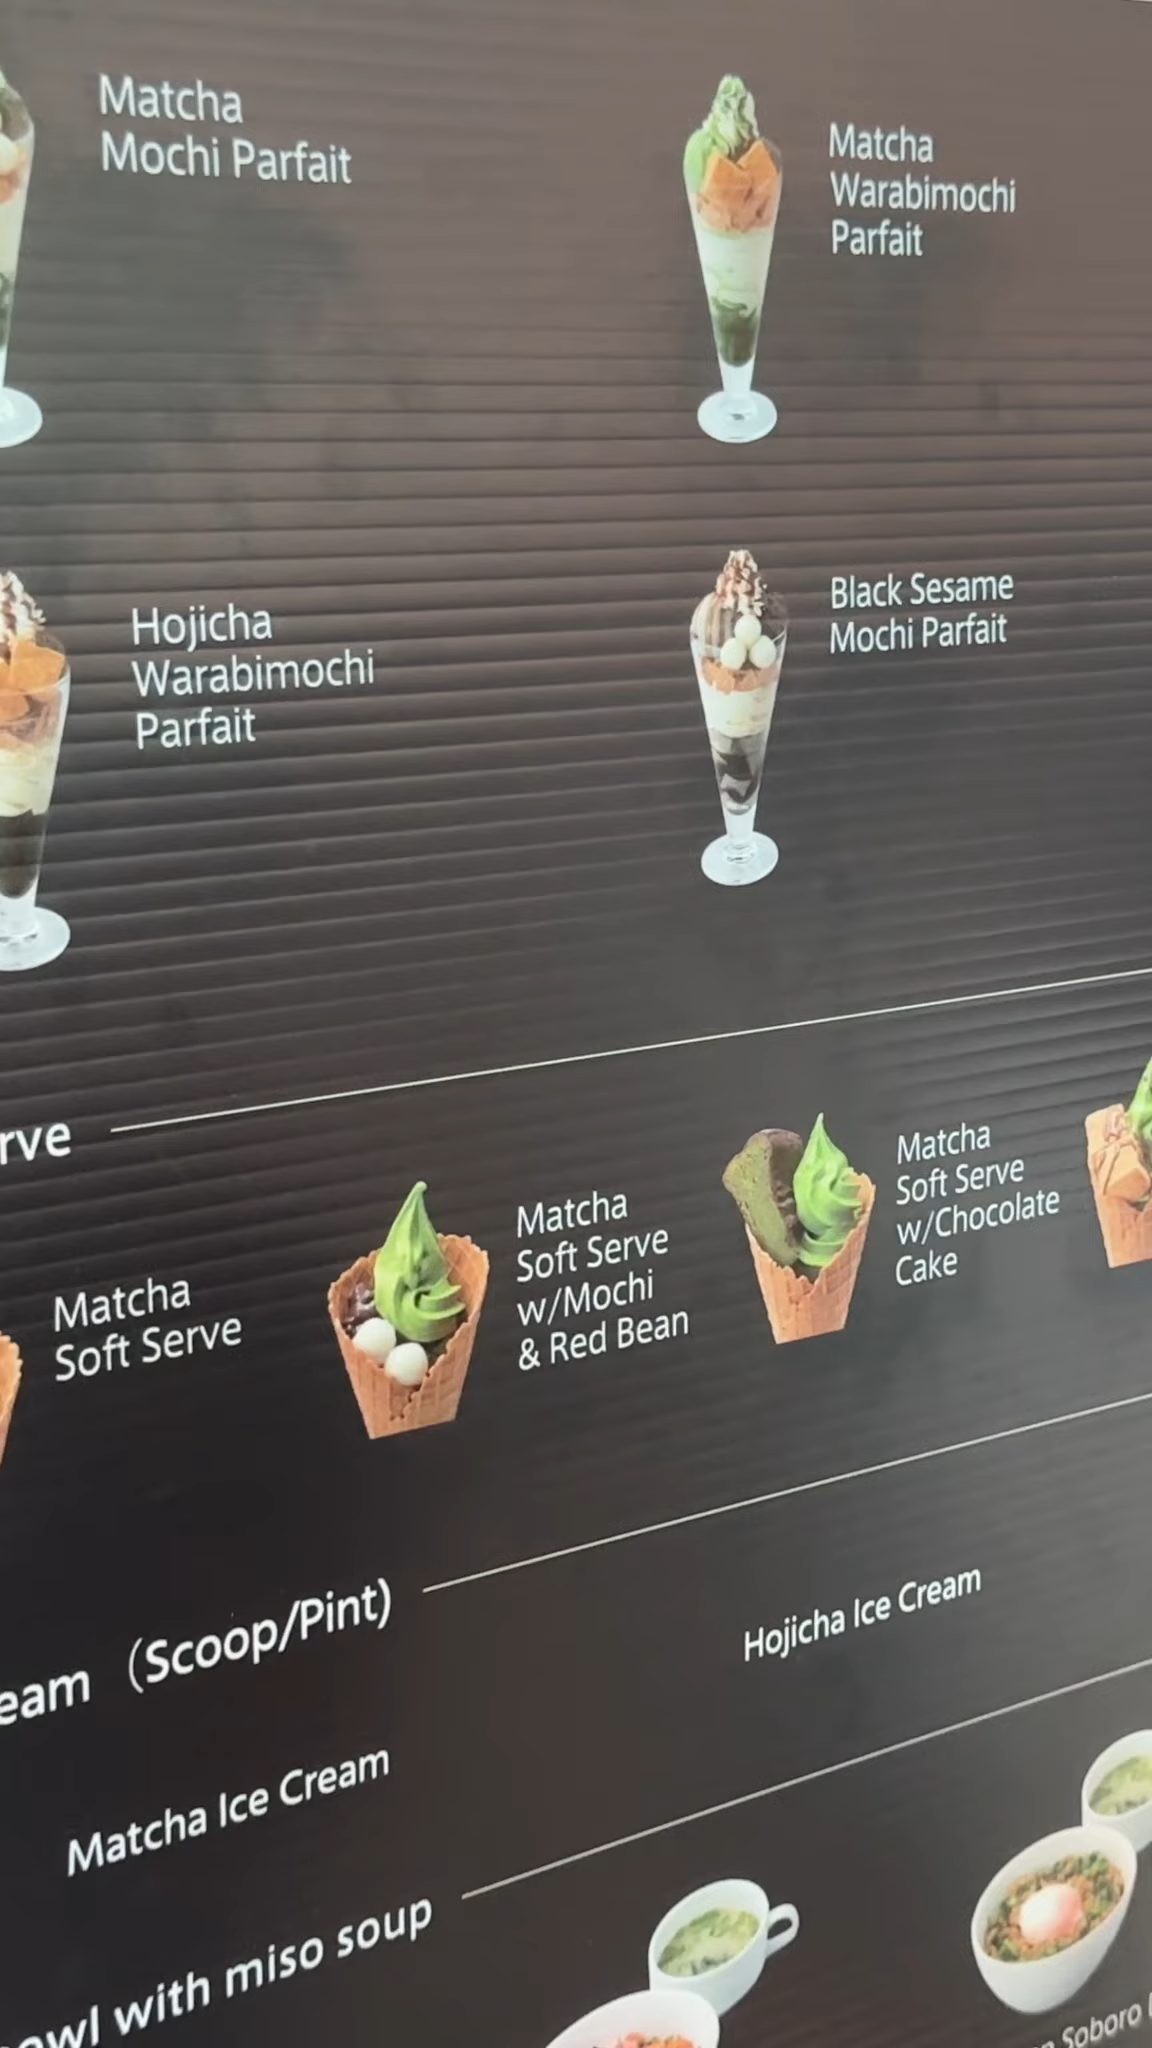 Matcha
Mochi Parfait
Matcha
Warabimochi
Parfait
Hojicha
Warabimochi
Parfait
Black Sesame
Mochi Parfait
rve
Matcha
Soft Serve
Matcha
Soft Serve
w/Mochi
& Red Bean
Matcha
Soft Serve
w/Chocolate
Cake
eam (Scoop/Pint)
Matcha Ice Cream
Hojicha Ice Cream
owl with miso soup
Soboro